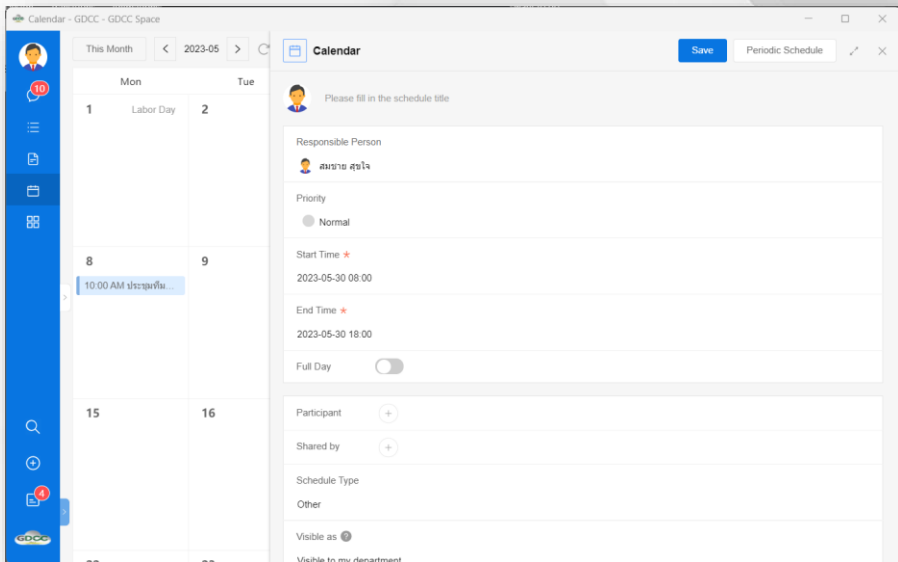 Calendar - GDCC - GDCC Space
This Month
2023-05
Mon
Tue
1
Labor Day
2
8
9
10:00 AM ประชุมทีม...
15
16
10
4
GDCC
Calendar
Save
Periodic Schedule
Please fill in the schedule title
Responsible Person
สมชาย สุขใจ
Priority
Normal
Start Time *
2023-05-30 08:00
End Time *
2023-05-30 18:00
Full Day
Participant
Shared by
Schedule Type
Other
Visible as ?
Visible to my department